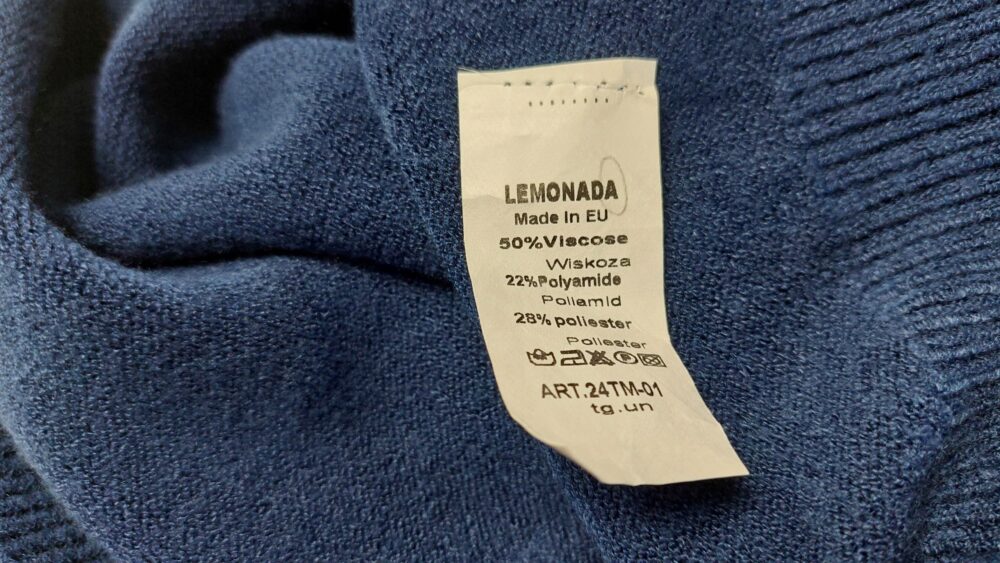 LEMONADA
Made In EU
50%Viscose
Wiskoza
22%Polyamide
Poliamid
28% poliester
Poliester
ART.24TM-01
tg.un